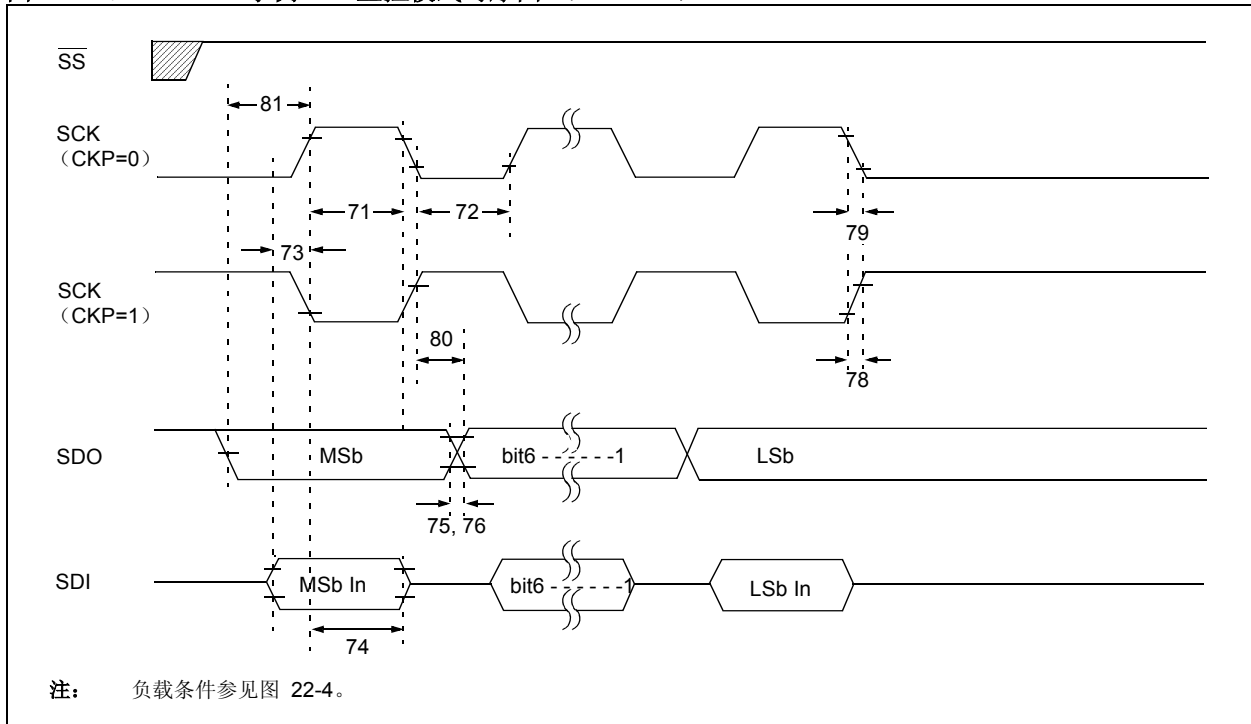 SS
81
SCK
（CKP=0）
71
72
79
73
SCK
（CKP=1）
80
78
SDO
MSb
bit6 - - - - - -1
LSb
75, 76
SDI
MSb In
bit6 - - - - - -1
LSb In
74
注： 负载条件参见图 22-4。